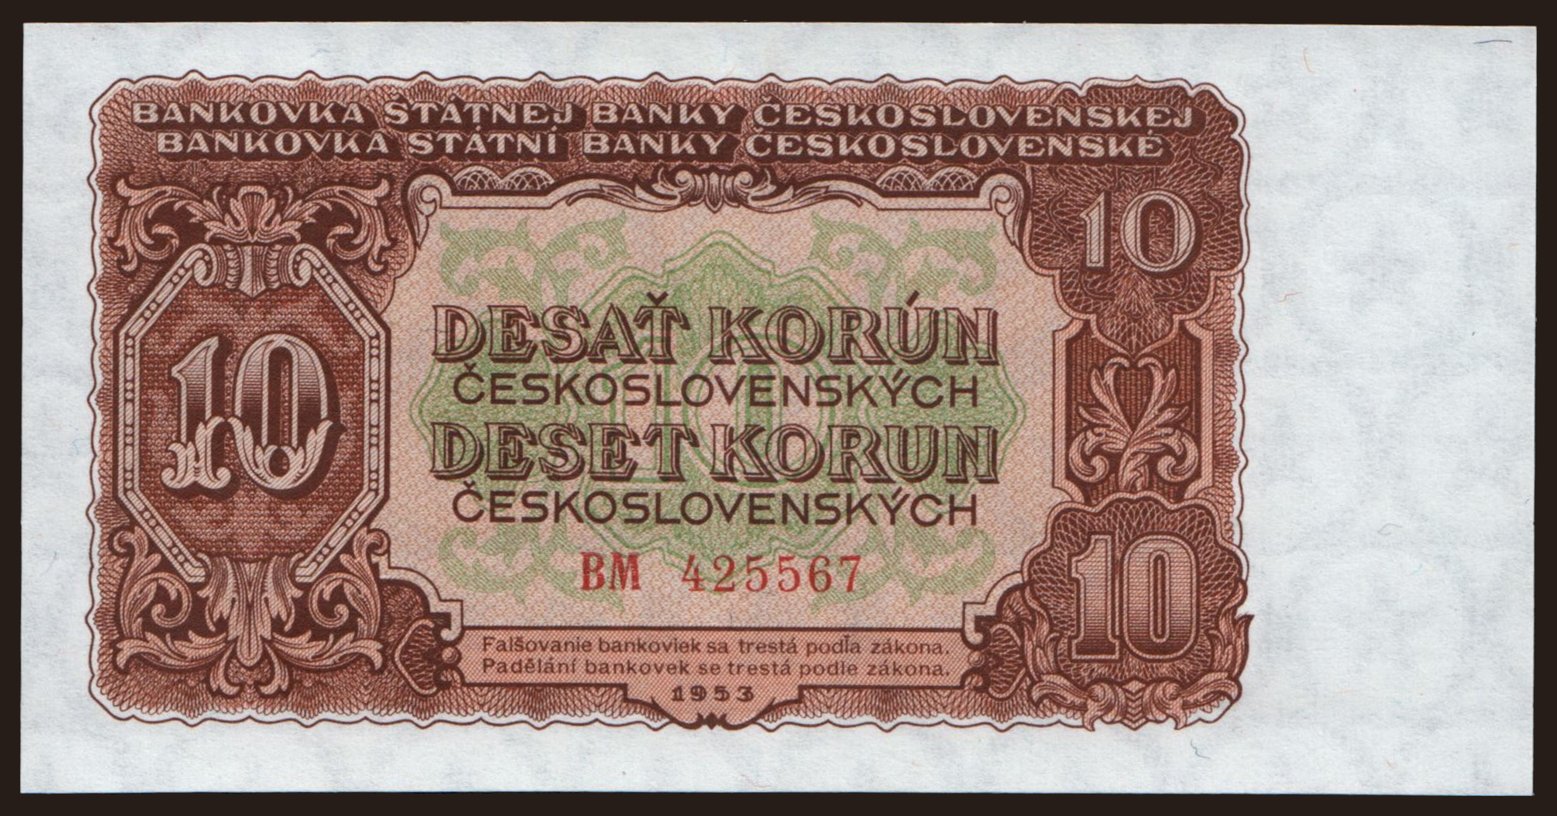 BANKOVKA STÁTNEJ BANKY ČESKOSLOVENSKEJ
BANKOVKA STÁTNÍ BANKY ČESKOSLOVENSKÉ
10
10
DESAŤ KORÚN
ČESKOSLOVENSKÝCH
DESET KORUN
ČESKOSLOVENSKÝCH
BM 425567
10
Falšovanie bankoviek sa trestá podľa zákona.
Padělání bankovek se trestá podle zákona.
1953